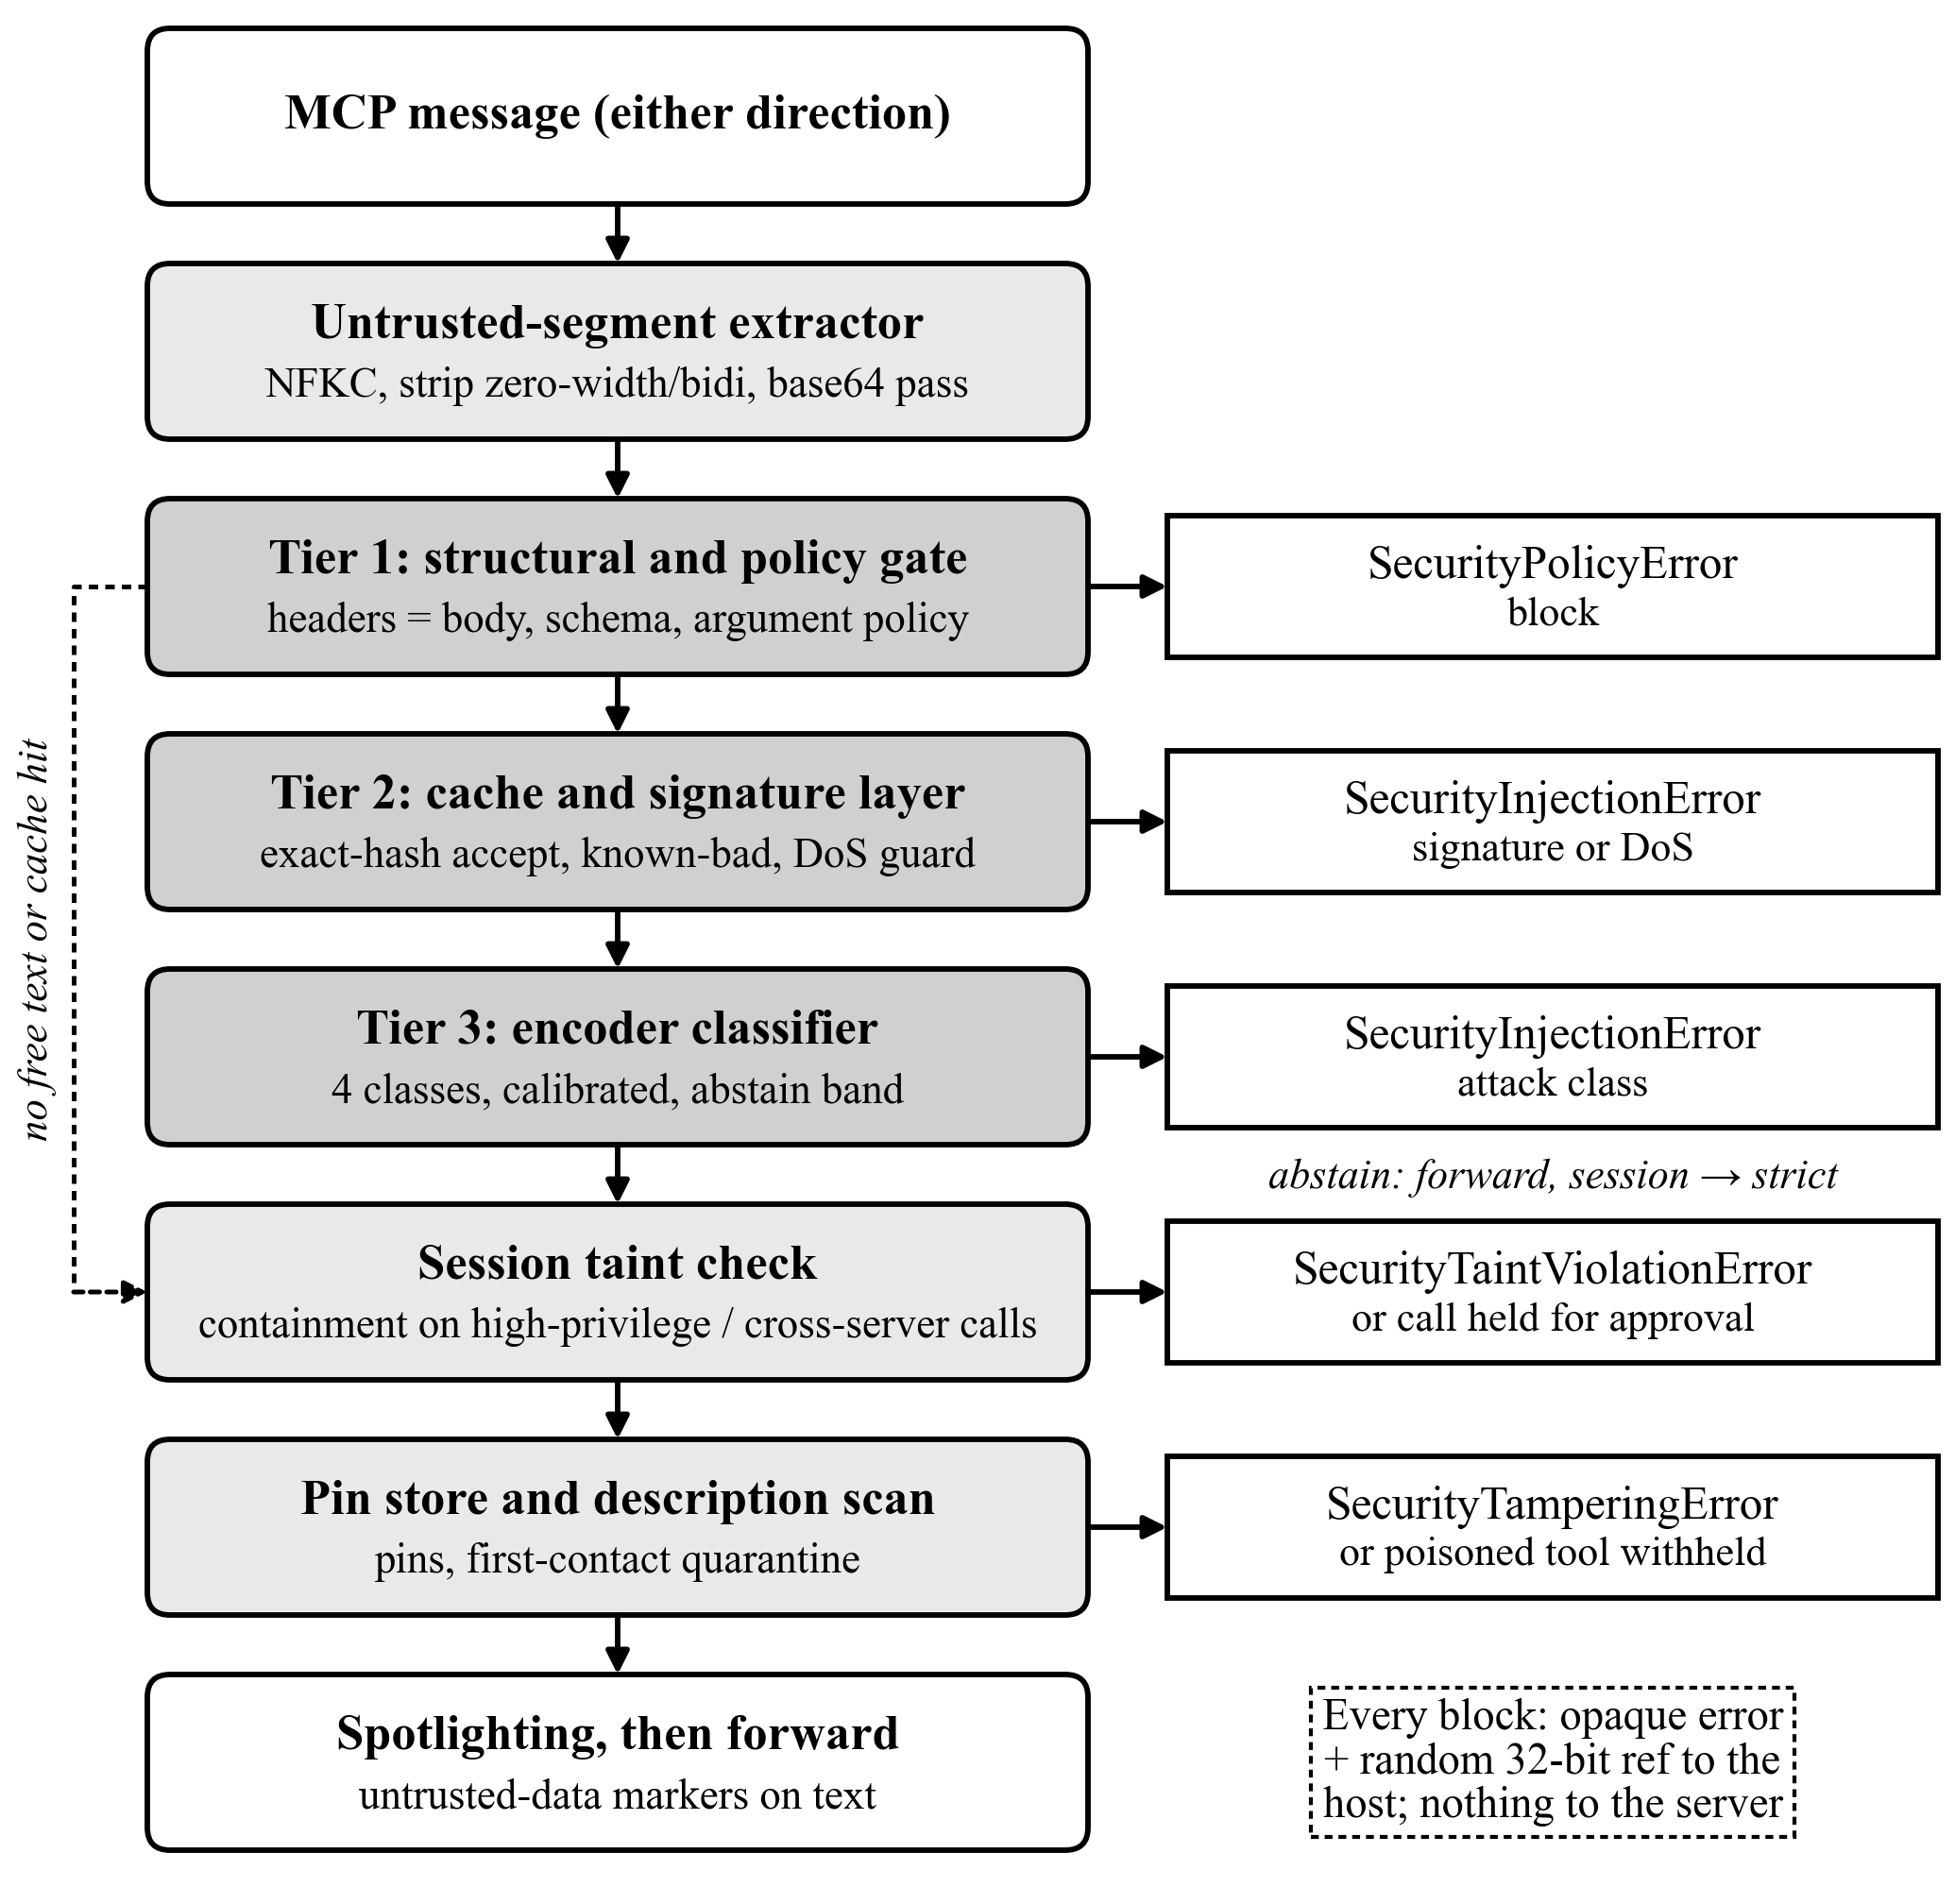 MCP message (either direction)
Untrusted-segment extractor
NFKC, strip zero-width/bidi, base64 pass
Tier 1: structural and policy gate
headers = body, schema, argument policy
SecurityPolicyError
block
Tier 2: cache and signature layer
exact-hash accept, known-bad, DoS guard
SecurityInjectionError
signature or DoS
no free text or cache hit
Tier 3: encoder classifier
4 classes, calibrated, abstain band
SecurityInjectionError
attack class
abstain: forward, session → strict
Session taint check
containment on high-privilege / cross-server calls
SecurityTaintViolationError
or call held for approval
Pin store and description scan
pins, first-contact quarantine
SecurityTamperingError
or poisoned tool withheld
Spotlighting, then forward
untrusted-data markers on text
Every block: opaque error
+ random 32-bit ref to the
host; nothing to the server